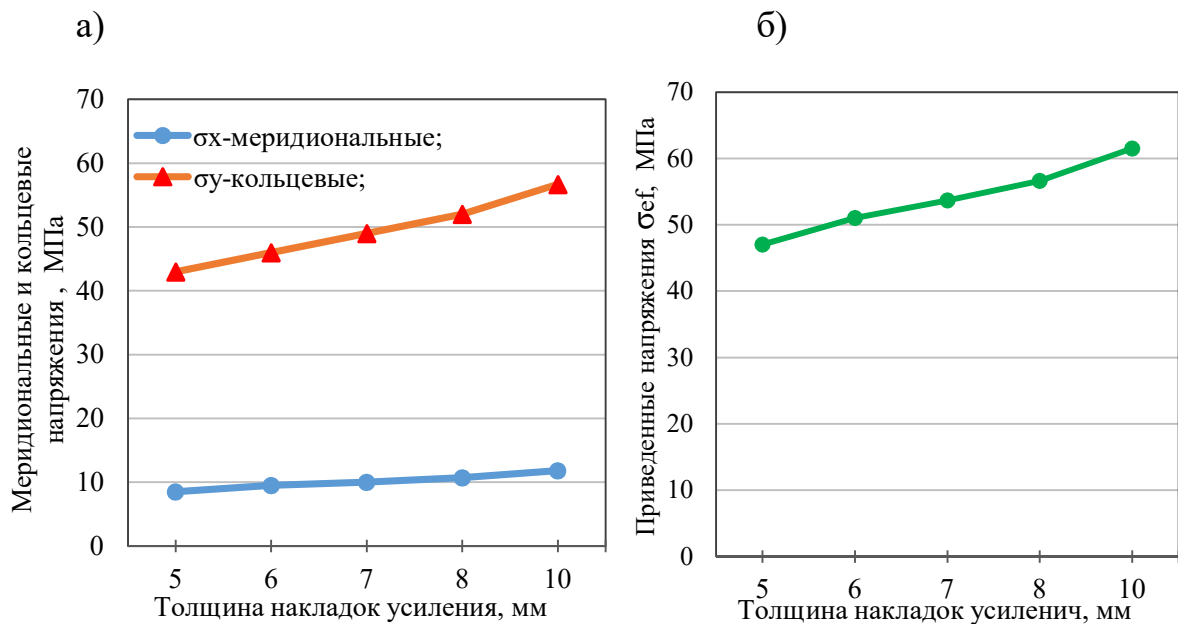 а)
Меридиональные и кольцевые
напряжения , МПа
70
60
50
40
30
20
10
0
σх-меридиональные;
σу-кольцевые;
5 6 7 8 10
Толщина накладок усиления, мм
б)
Приведенные напряжения σef, МПа
70
60
50
40
30
20
10
0
5 6 7 8 10
Толщина накладок усиленич, мм